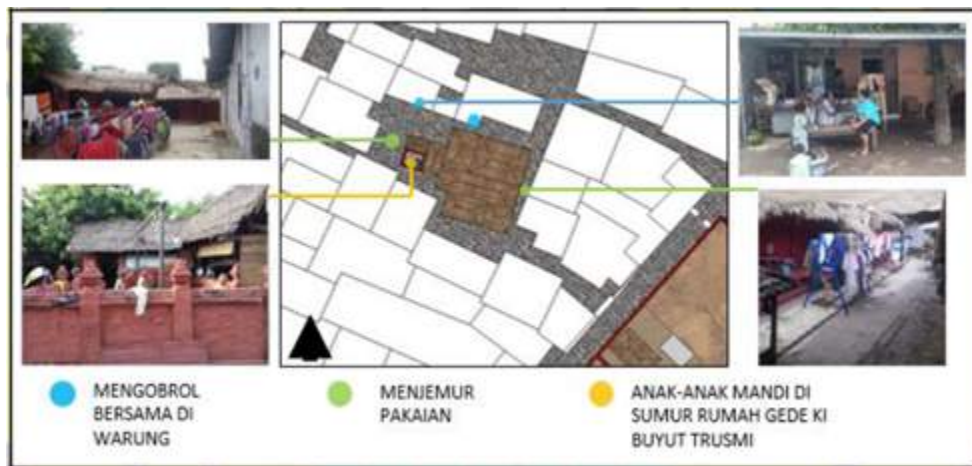 MENGOBROL
BERSAMA DI
WARUNG
MENJEMUR
PAKAIAN
ANAK-ANAK MANDI DI
SUMUR RUMAH GEDE KI
BUYUT TRUSMI